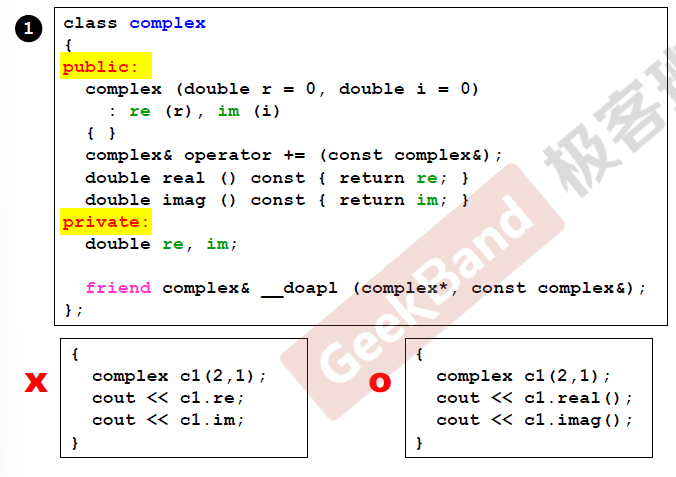 1
class complex
{
public:
  complex (double r = 0, double i = 0)
    : re (r), im (i)
  { }
  complex& operator += (const complex&);
  double real () const { return re; }
  double imag () const { return im; }
private:
  double re, im;

  friend complex& __doapl (complex*, const complex&);
};
GeekBand
极客班
X
{
  complex c1(2,1);
  cout << c1.re;
  cout << c1.im;
}
O
{
  complex c1(2,1);
  cout << c1.real();
  cout << c1.imag();
}